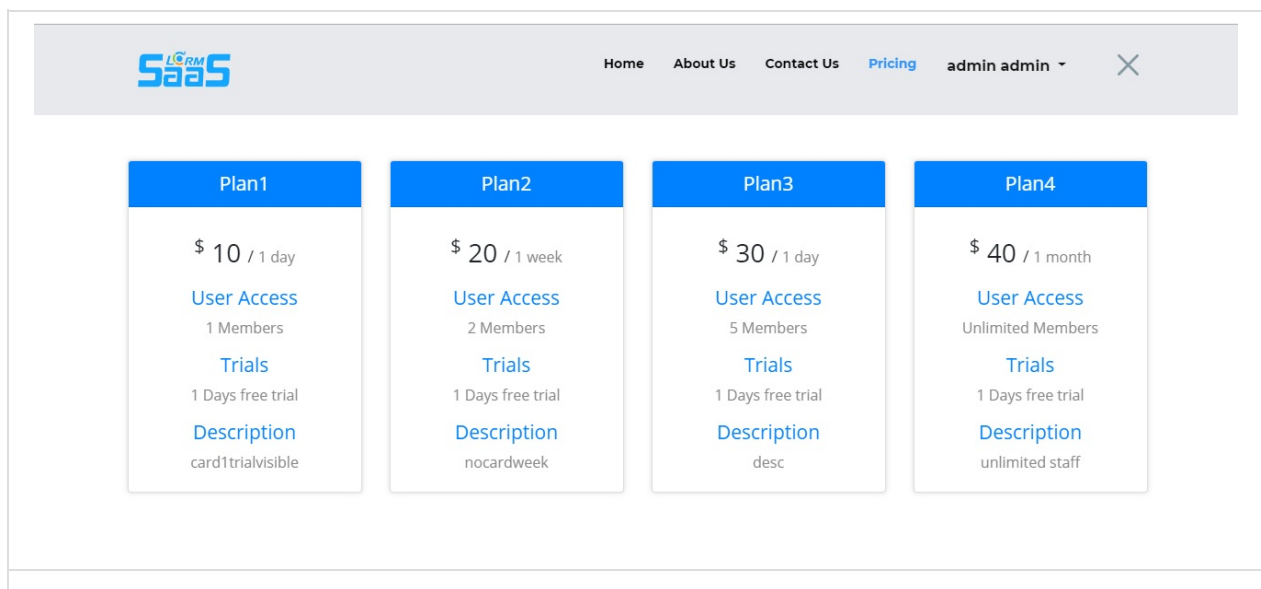 LCRM
SaaS
Home About Us Contact Us Pricing admin admin
Plan1
$ 10 / 1 day
User Access
1 Members
Trials
1 Days free trial
Description
card1trialvisible
Plan2
$ 20 / 1 week
User Access
2 Members
Trials
1 Days free trial
Description
nocardweek
Plan3
$ 30 / 1 day
User Access
5 Members
Trials
1 Days free trial
Description
desc
Plan4
$ 40 / 1 month
User Access
Unlimited Members
Trials
1 Days free trial
Description
unlimited staff